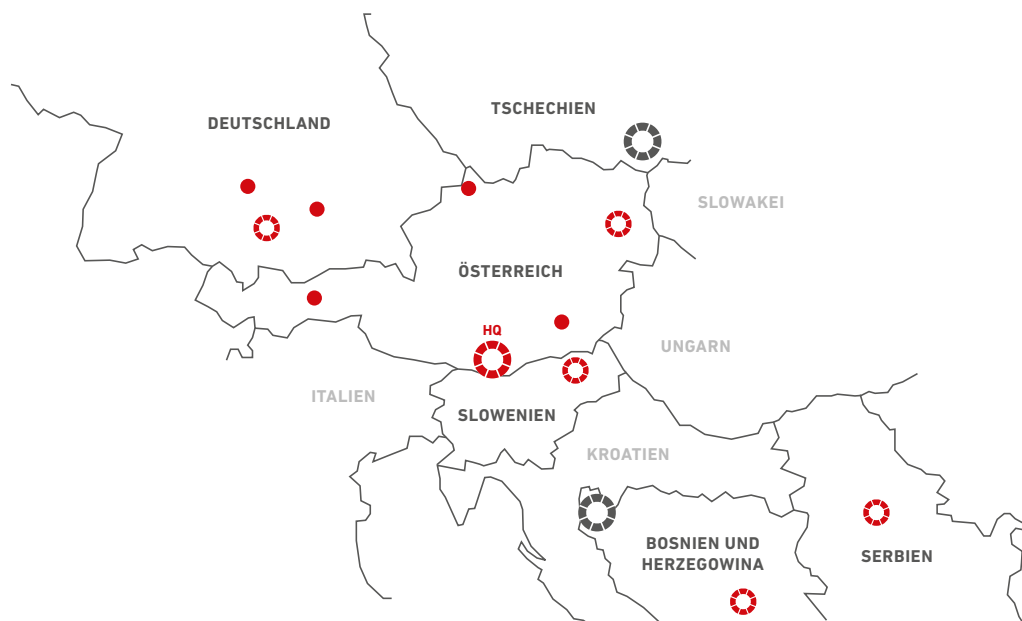 TSCHECHIEN
DEUTSCHLAND
SLOWAKEI
ÖSTERREICH
HQ
UNGARN
ITALIEN
SLOWENIEN
KROATIEN
BOSNIEN UND
HERZEGOWINA
SERBIEN